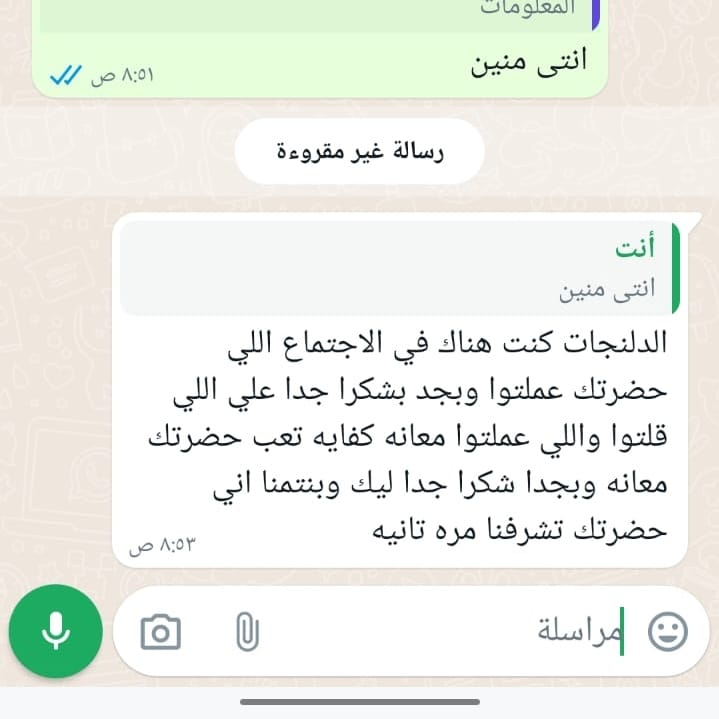 المعلومات
انتى منين
٨:٥١ ص
رسالة غير مقروءة
أنت
انتى منين
الدلنجات كنت هناك في الاجتماع اللي
حضرتك عملتوا وبجد بشكرا جدا علي اللي
قلتوا واللي عملتوا معانه كفايه تعب حضرتك
معانه وبجدا شكرا جدا ليك وبنتمنا اني
حضرتك تشرفنا مره تانيه
٨:٥٣ ص
مراسلة